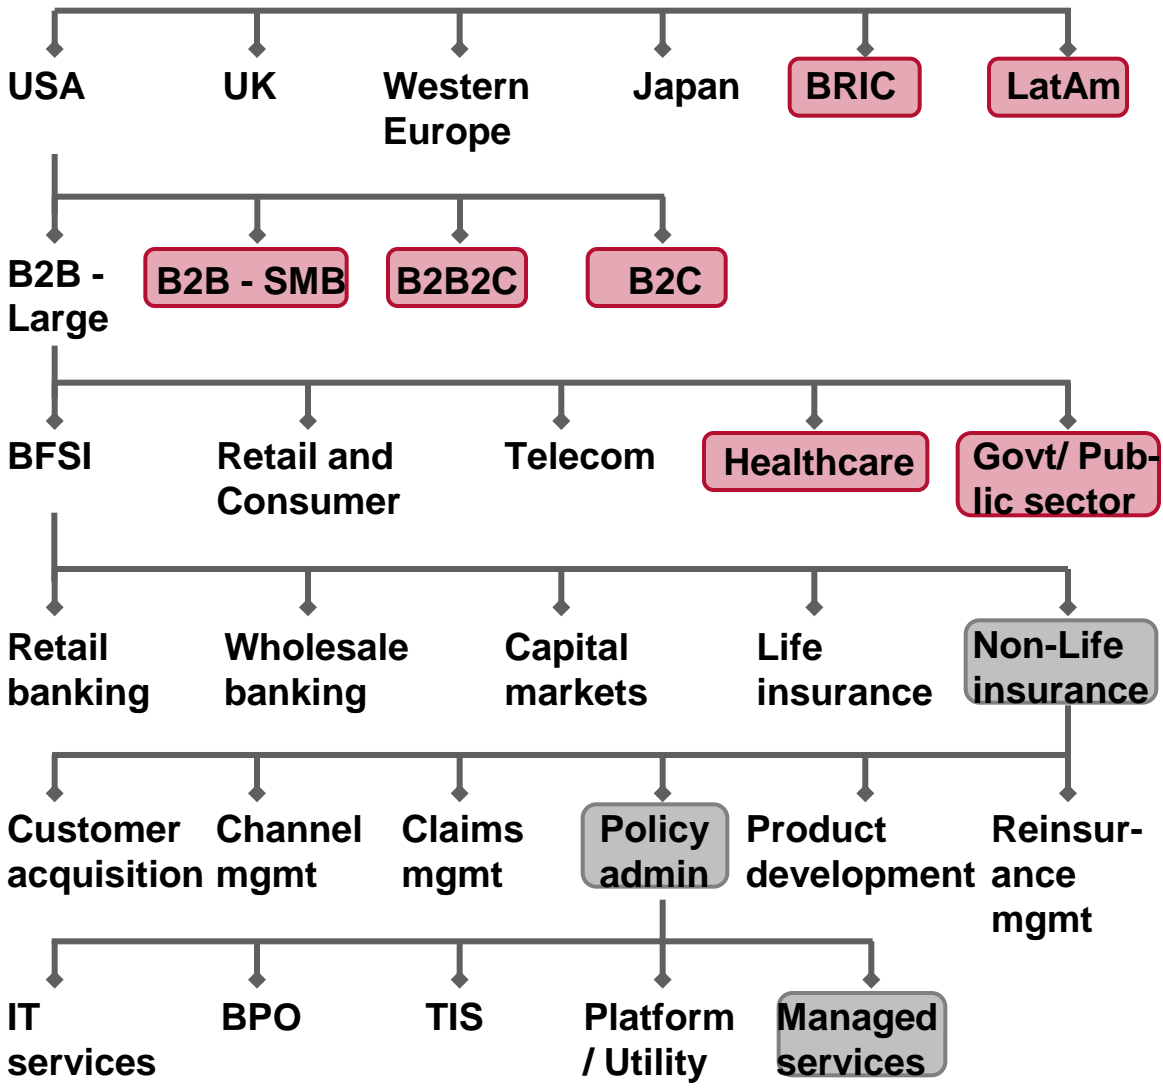 USA UK Western Europe Japan BRIC LatAm
B2B - Large B2B - SMB B2B2C B2C
BFSI Retail and Consumer Telecom Healthcare Govt/ Pub-lic sector
Retail banking Wholesale banking Capital markets Life insurance Non-Life insurance
Customer acquisition Channel mgmt Claims mgmt Policy admin Product development Reinsur-ance mgmt
IT services BPO TIS Platform / Utility Managed services